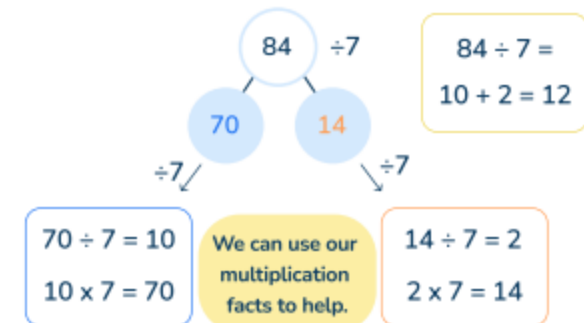 84 ÷7
84 ÷ 7 =
10 + 2 = 12
70 14
÷7 ÷7
70 ÷ 7 = 10
10 x 7 = 70
We can use our
multiplication
facts to help.
14 ÷ 7 = 2
2 x 7 = 14